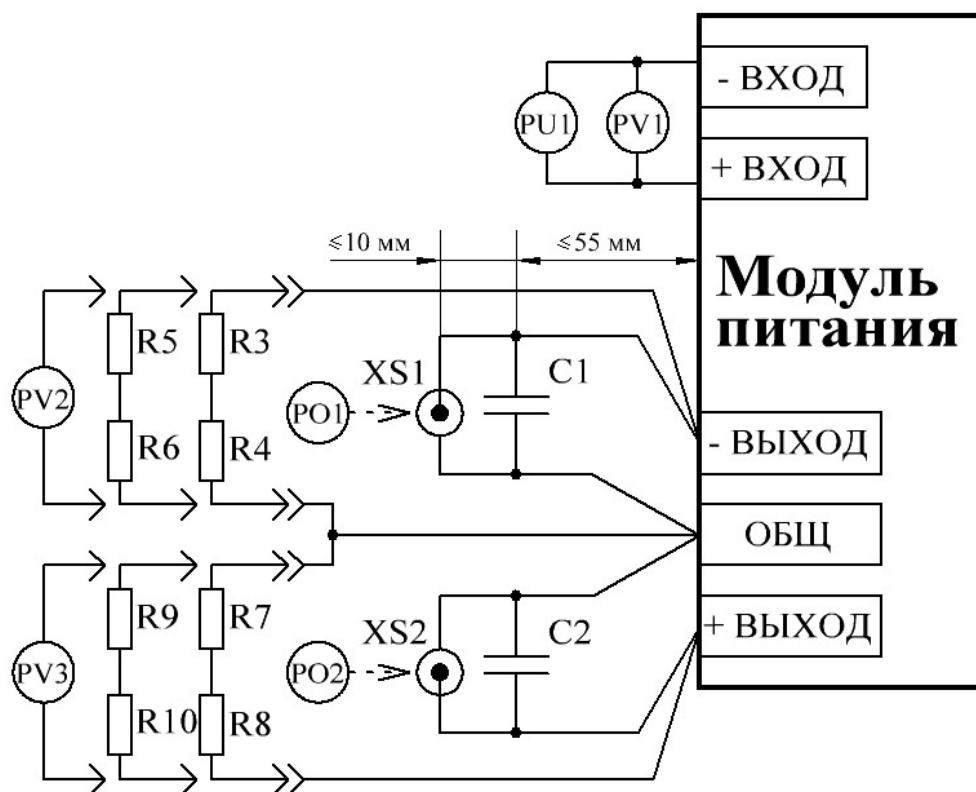 - ВХОД
PU1 PV1
+ ВХОД
≤10 мм ≤55 мм
Модуль
питания
R5 R3
XS1 C1
PV2 PO1
R6 R4 - ВЫХОД
ОБЩ
R9 R7 XS2 C2 + ВЫХОД
PV3 PO2
R10 R8